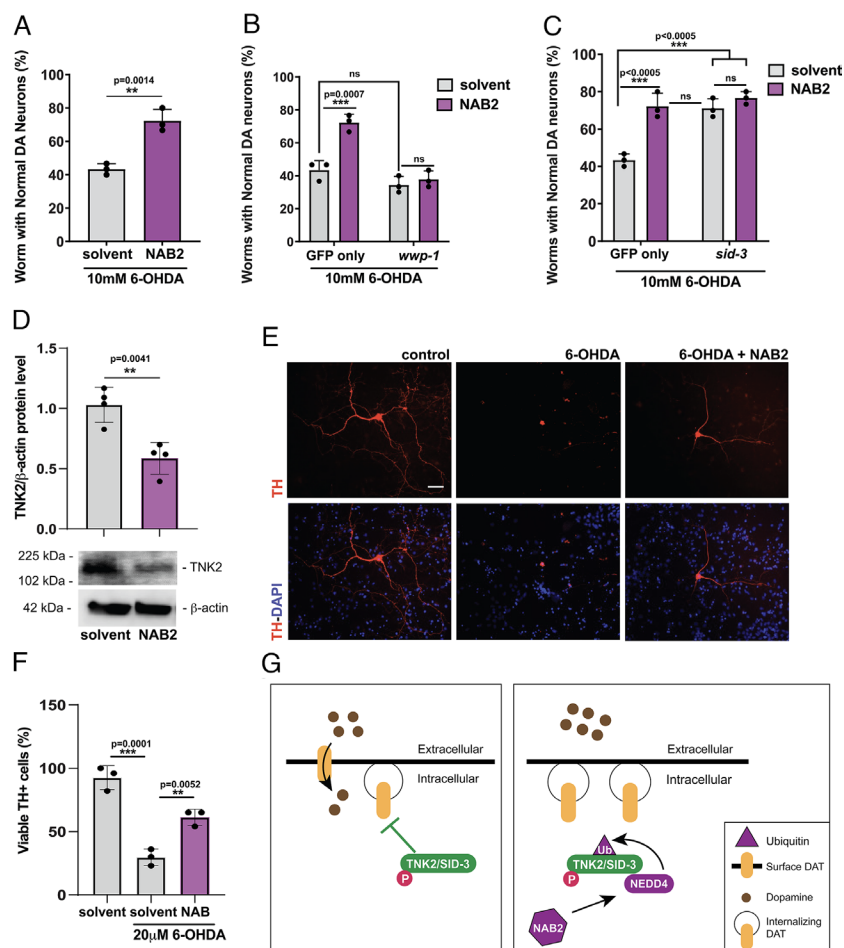 A
Worm with Normal DA Neurons (%)
100
80
60
40
20
0
p=0.0014
**
solvent NAB2
10mM 6-OHDA
B
Worms with Normal DA neurons (%)
100
80
60
40
20
0
ns
p=0.0007
***
ns
solvent
NAB2
GFP only wwp-1
10mM 6-OHDA
C
Worms with Normal DA neurons (%)
100
80
60
40
20
0
p<0.0005
***
p<0.0005
***
ns
ns
solvent
NAB2
GFP only sid-3
10mM 6-OHDA
D
TNK2/β-actin protein level
1.5
1.0
0.5
0.0
p=0.0041
**
225 kDa -
102 kDa -
- TNK2
42 kDa -
- β-actin
solvent NAB2
E
control 6-OHDA 6-OHDA + NAB2
TH
TH-DAPI
F
Viable TH+ cells (%)
150
100
50
0
p=0.0001
***
p=0.0052
**
solvent solvent NAB
20μM 6-OHDA
G
Extracellular
Intracellular
TNK2/SID-3
P
Extracellular
Intracellular
Ub
TNK2/SID-3
P
NEDD4
NAB2
Ubiquitin
Surface DAT
Dopamine
Internalizing
DAT